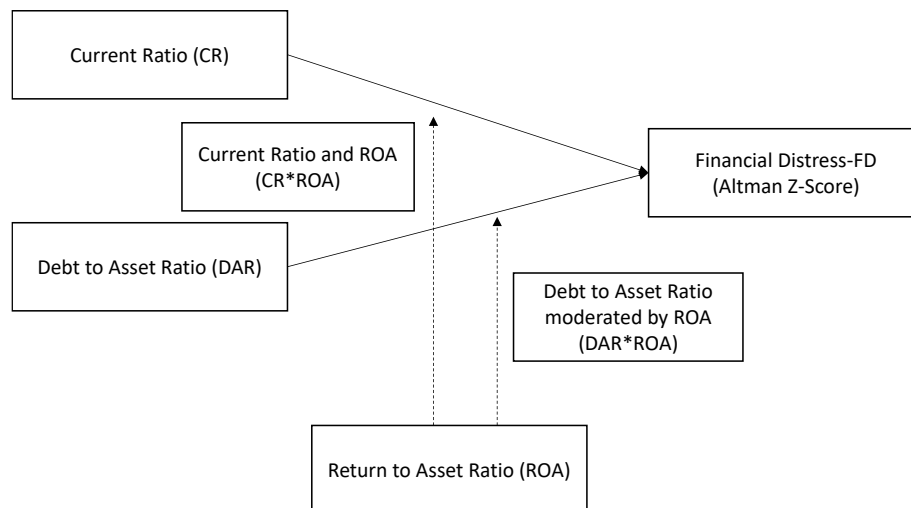 Current Ratio (CR)
Current Ratio and ROA
(CR*ROA)
Financial Distress-FD
(Altman Z-Score)
Debt to Asset Ratio (DAR)
Debt to Asset Ratio
moderated by ROA
(DAR*ROA)
Return to Asset Ratio (ROA)